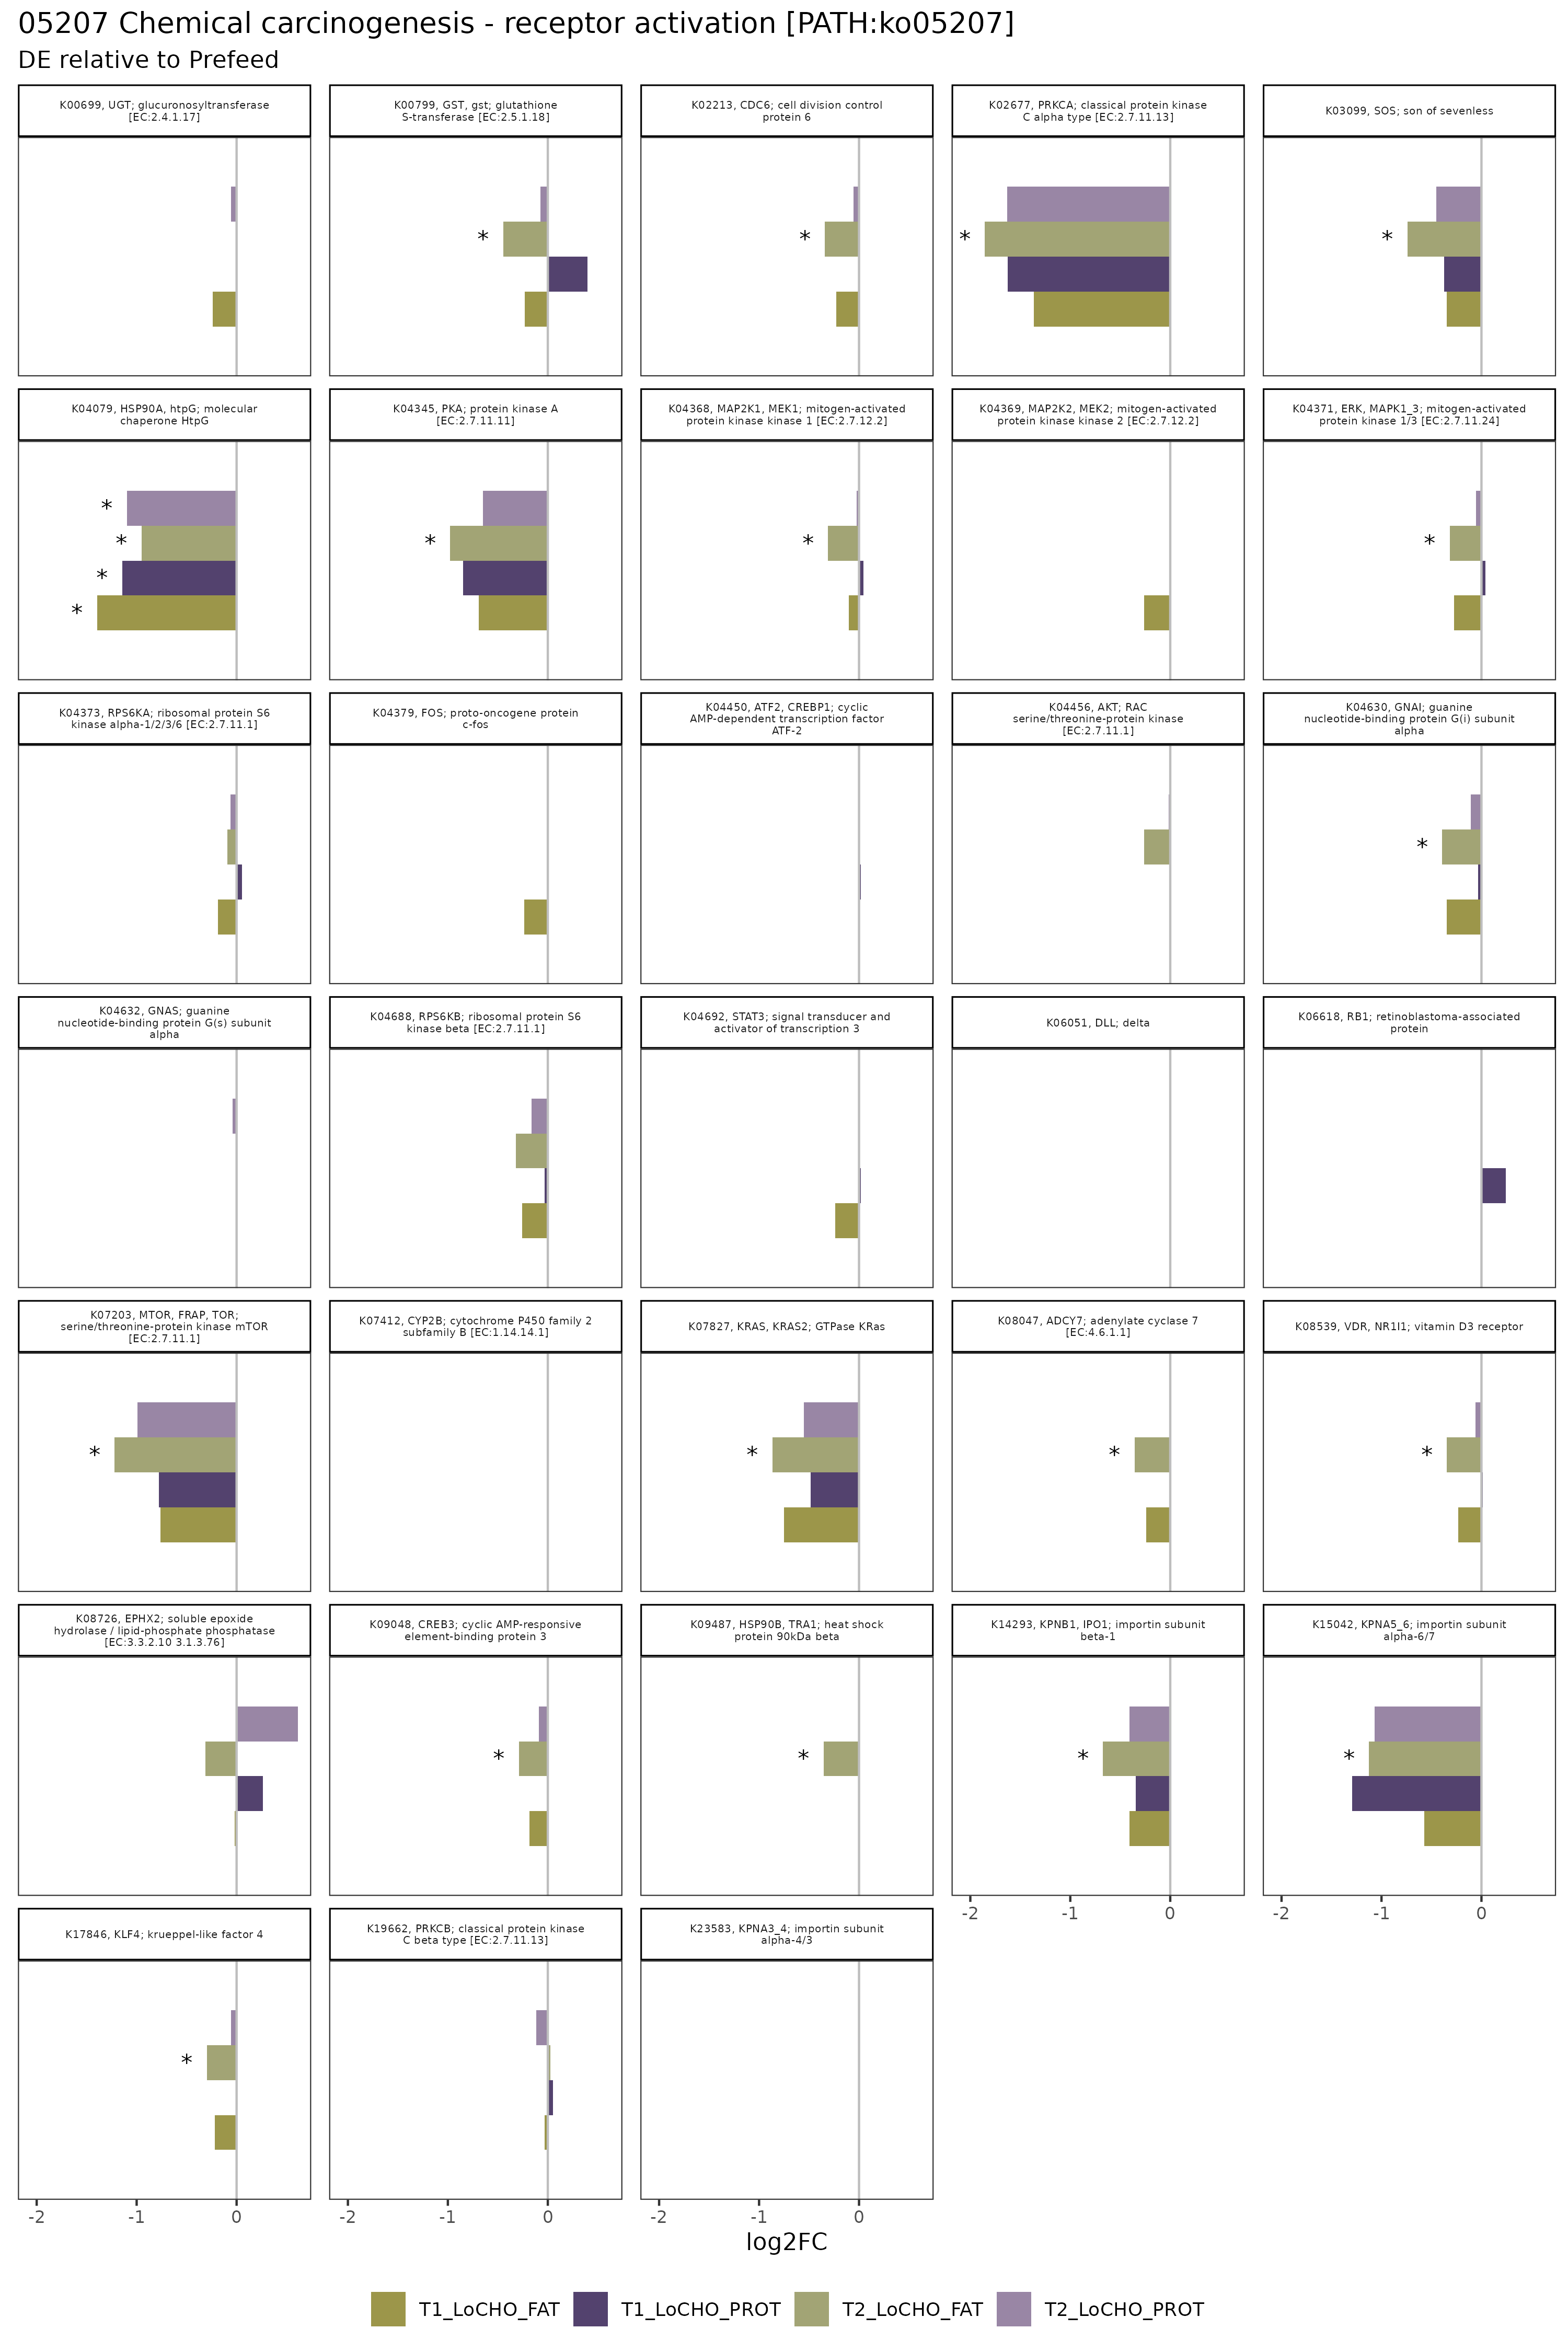 05207 Chemical carcinogenesis - receptor activation [PATH:ko05207]
DE relative to Prefeed
K00699, UGT; glucuronosyltransferase
[EC:2.4.1.17]
K00799, GST, gst; glutathione
S-transferase [EC:2.5.1.18]
K02213, CDC6; cell division control
protein 6
K02677, PRKCA; classical protein kinase
C alpha type [EC:2.7.11.13]
K03099, SOS; son of sevenless
*
*
*
*
K04079, HSP90A, htpG; molecular
chaperone HtpG
K04345, PKA; protein kinase A
[EC:2.7.11.11]
K04368, MAP2K1, MEK1; mitogen-activated
protein kinase kinase 1 [EC:2.7.12.2]
K04369, MAP2K2, MEK2; mitogen-activated
protein kinase kinase 2 [EC:2.7.12.2]
K04371, ERK, MAPK1_3; mitogen-activated
protein kinase 1/3 [EC:2.7.11.24]
*
*
*
*
*
*
*
K04373, RPS6KA; ribosomal protein S6
kinase alpha-1/2/3/6 [EC:2.7.11.1]
K04379, FOS; proto-oncogene protein
c-fos
K04450, ATF2, CREBP1; cyclic
AMP-dependent transcription factor
ATF-2
K04456, AKT; RAC
serine/threonine-protein kinase
[EC:2.7.11.1]
K04630, GNAI; guanine
nucleotide-binding protein G(i) subunit
alpha
*
K04632, GNAS; guanine
nucleotide-binding protein G(s) subunit
alpha
K04688, RPS6KB; ribosomal protein S6
kinase beta [EC:2.7.11.1]
K04692, STAT3; signal transducer and
activator of transcription 3
K06051, DLL; delta
K06618, RB1; retinoblastoma-associated
protein
K07203, MTOR, FRAP, TOR;
serine/threonine-protein kinase mTOR
[EC:2.7.11.1]
K07412, CYP2B; cytochrome P450 family 2
subfamily B [EC:1.14.14.1]
K07827, KRAS, KRAS2; GTPase KRas
K08047, ADCY7; adenylate cyclase 7
[EC:4.6.1.1]
K08539, VDR, NR1I1; vitamin D3 receptor
*
*
*
*
K08726, EPHX2; soluble epoxide
hydrolase / lipid-phosphate phosphatase
[EC:3.3.2.10 3.1.3.76]
K09048, CREB3; cyclic AMP-responsive
element-binding protein 3
K09487, HSP90B, TRA1; heat shock
protein 90kDa beta
K14293, KPNB1, IPO1; importin subunit
beta-1
K15042, KPNA5_6; importin subunit
alpha-6/7
*
*
*
*
-2 -1 0
-2 -1 0
K17846, KLF4; krueppel-like factor 4
K19662, PRKCB; classical protein kinase
C beta type [EC:2.7.11.13]
K23583, KPNA3_4; importin subunit
alpha-4/3
*
-2 -1 0
-2 -1 0
-2 -1 0
log2FC
T1_LoCHO_FAT T1_LoCHO_PROT T2_LoCHO_FAT T2_LoCHO_PROT